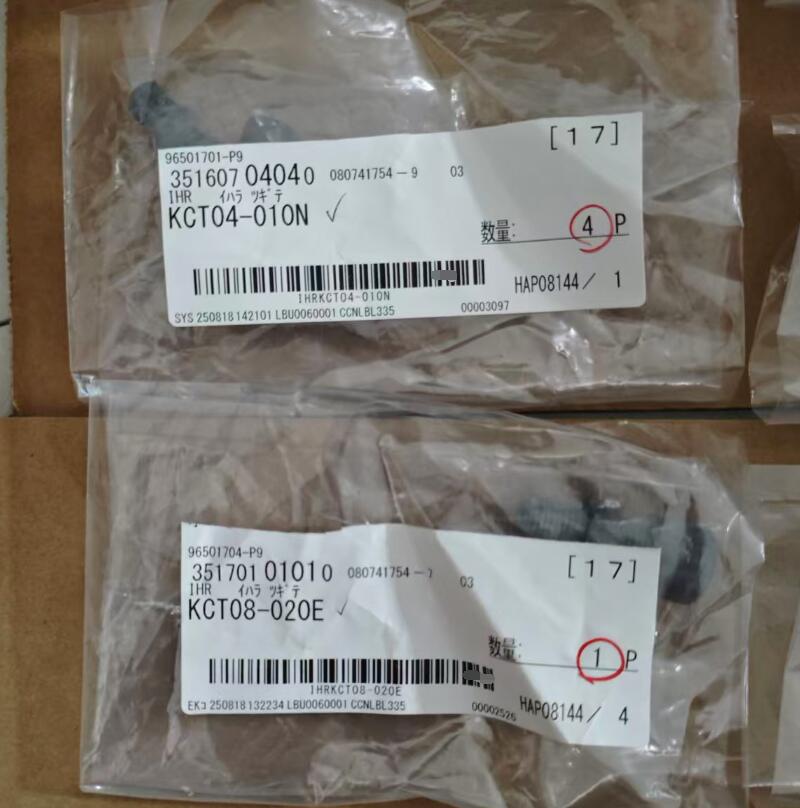 [17]
96501701-P9
351607 04040 080741754-9 03
IHR イハラ ツギテ
KCT04-010N ✓
数量: 4 P
HAP08144/ 1
IHRKCT04-010N
SYS 250818 142101 LBU0060001 CCNLBL335 00003097
[17]
96501704-P9
351701 01010 080741754- 03
IHR イハラ ツギテ
KCT08-020E ✓
数量: 1 P
HAP08144/ 4
IHRKCT08-020E
EKコ 250818 132234 LBU0060001 CCNLBL335 00002526